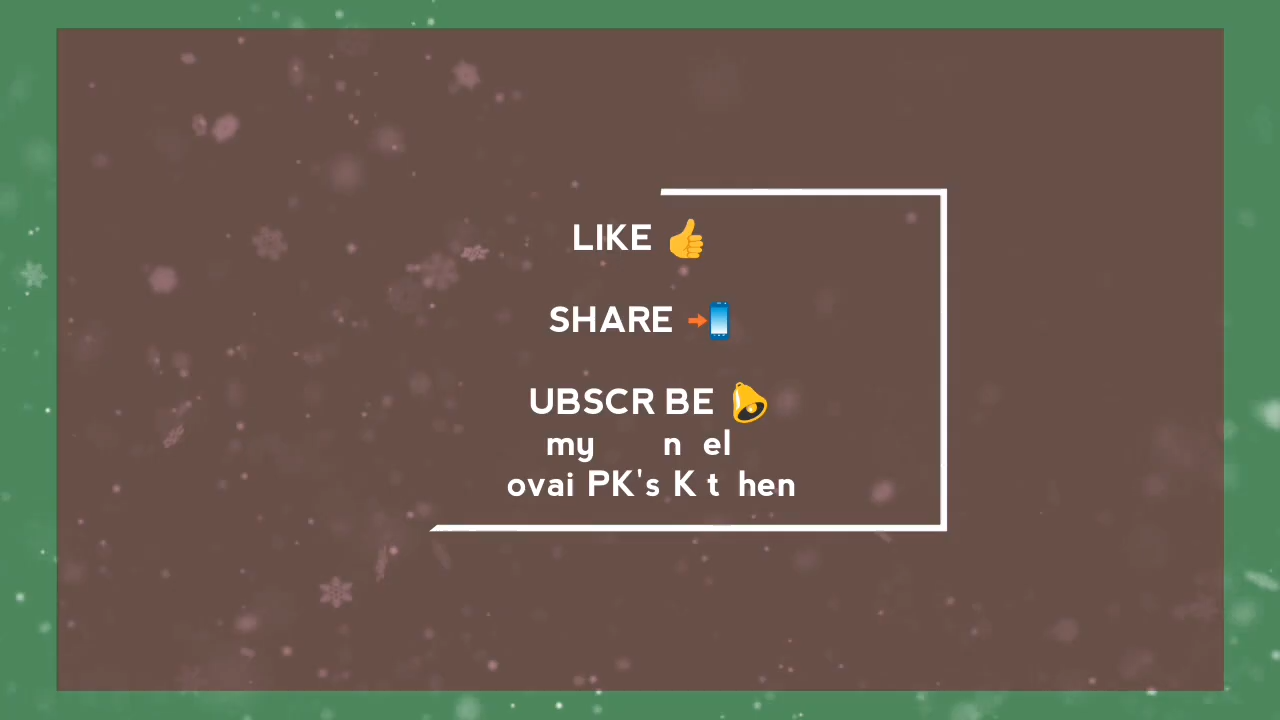 LIKE 👍
SHARE 📲
UBSCR BE 🔔
my n el
ovai PK's K t hen